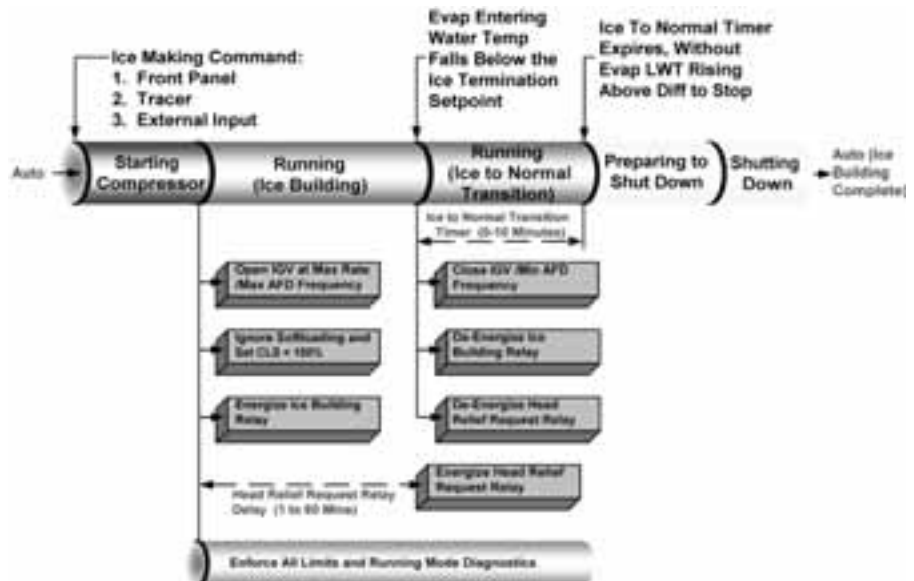 Ice Making Command:
1. Front Panel
2. Tracer
3. External Input
Evap Entering
Water Temp
Falls Below the
Ice Termination
Setpoint
Ice To Normal Timer
Expires, Without
Evap LWT Rising
Above Diff to Stop
Auto
Starting
Compressor
Running
(Ice Building)
Running
(Ice to Normal
Transition)
Preparing to
Shut Down
Shutting
Down
Auto (Ice
Building
Complete)
Ice to Normal Transition
Timer (0-10 Minutes)
Open IGV at Max Rate
/Max AFD Frequency
Ignore Softloading and
Set CLS = 100%
Energize Ice Building
Relay
Close IGV /Min AFD
Frequency
De-Energize Ice
Building Relay
De-Energize Head
Relief Request Relay
Energize Head Relief
Request Relay
Head Relief Request Relay
Delay (1 to 60 Mins)
Enforce All Limits and Running Mode Diagnostics